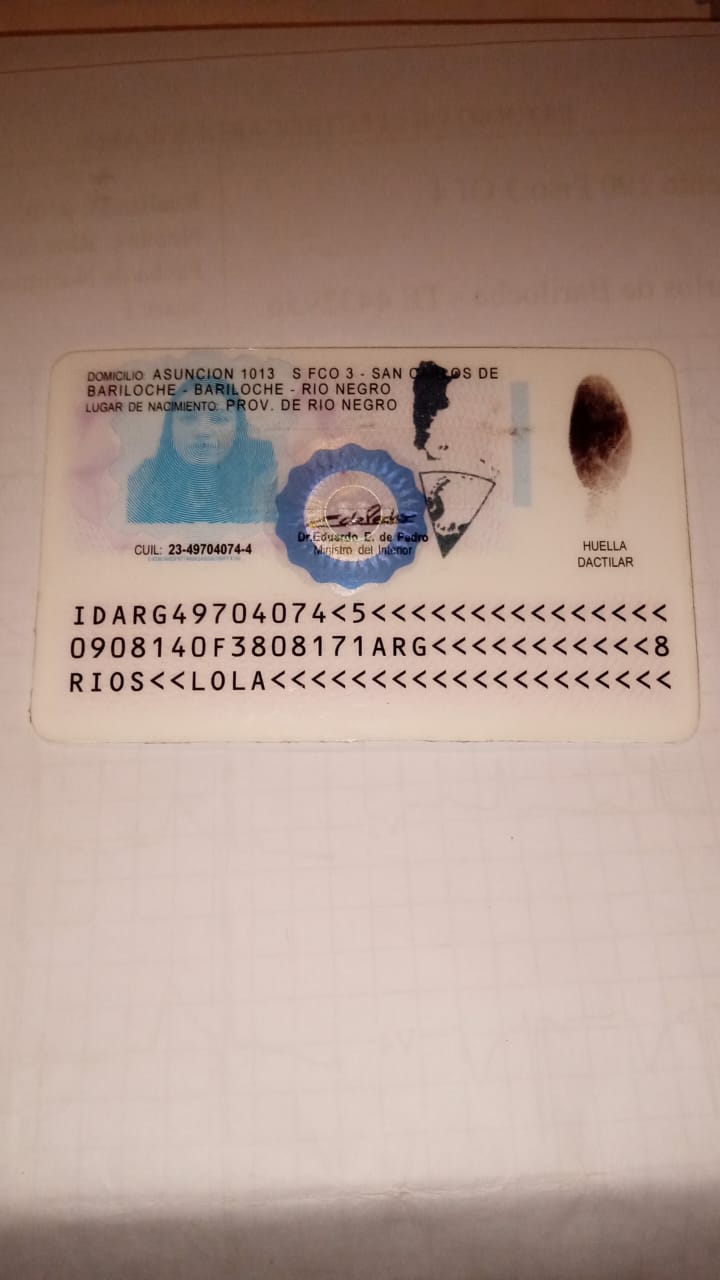 DOMICILIO: ASUNCION 1013 S FCO 3 - SAN CARLOS DE
BARILOCHE - BARILOCHE - RIO NEGRO
LUGAR DE NACIMIENTO: PROV. DE RIO NEGRO
Dr. Eduardo E. de Pedro
Ministro del Interior
CUIL: 23-49704074-4
HUELLA
DACTILAR
IDARG49704074<5<<<<<<<<<<<<<<<
0908140F3808171ARG<<<<<<<<<<<8
RIOS<<LOLA<<<<<<<<<<<<<<<<<<<<